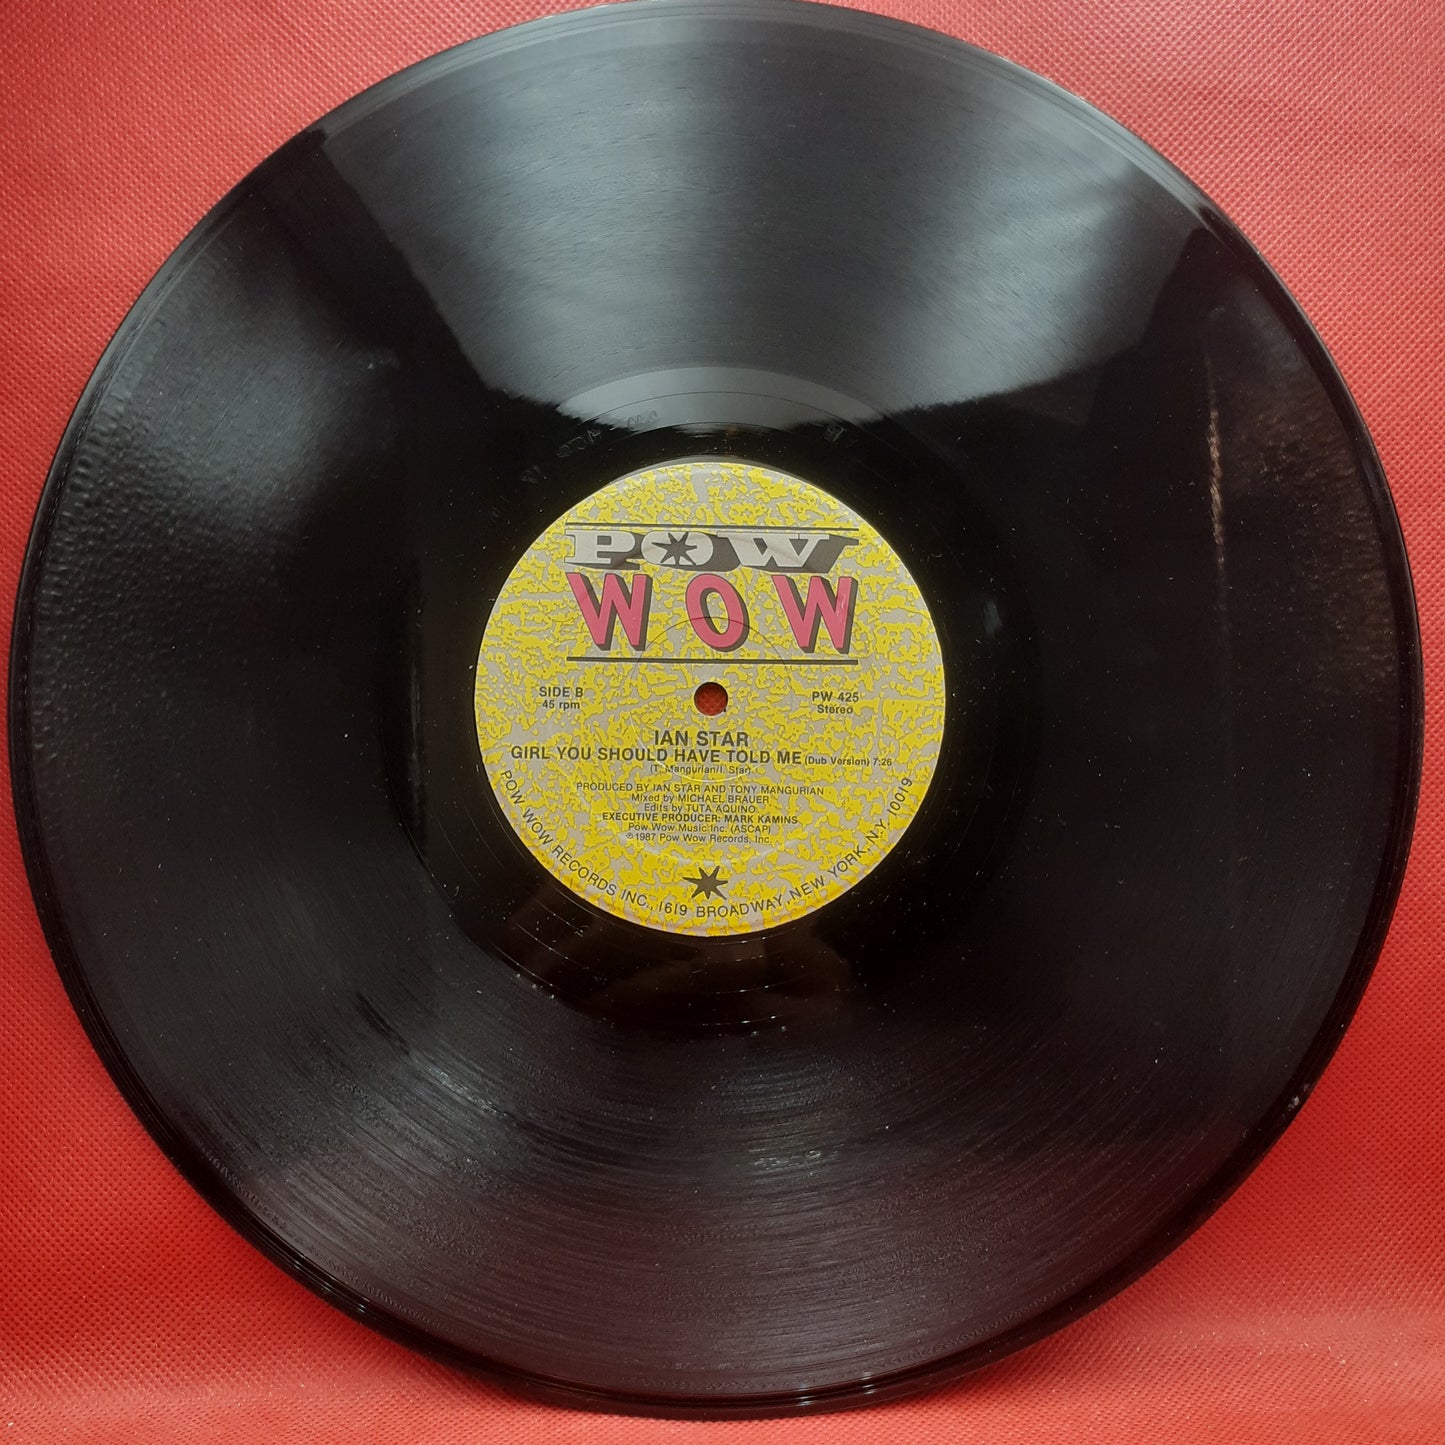 POW
WOW
SIDE B
45 rpm
PW 425
Stereo
IAN STAR
GIRL YOU SHOULD HAVE TOLD ME (Dub Version) 7:26
(T. Mangurian/I. Star)
PRODUCED BY IAN STAR AND TONY MANGURIAN
Mixed by MICHAEL BRAUER
Edits by TUTA AQUINO
EXECUTIVE PRODUCER: MARK KAMINS
Pow Wow Music Inc. (ASCAP)
℗1987 Pow Wow Records, Inc.
POW WOW RECORDS INC., 1619 BROADWAY, NEW YORK, N.Y. 10019